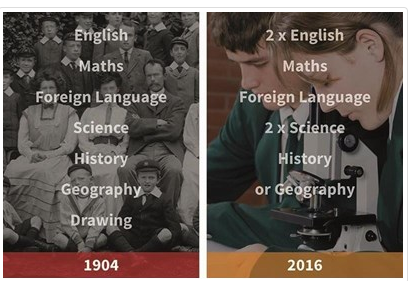 English
Maths
Foreign Language
Science
History
Geography
Drawing
1904
2 x English
Maths
Foreign Language
2 x Science
History
or Geography
2016